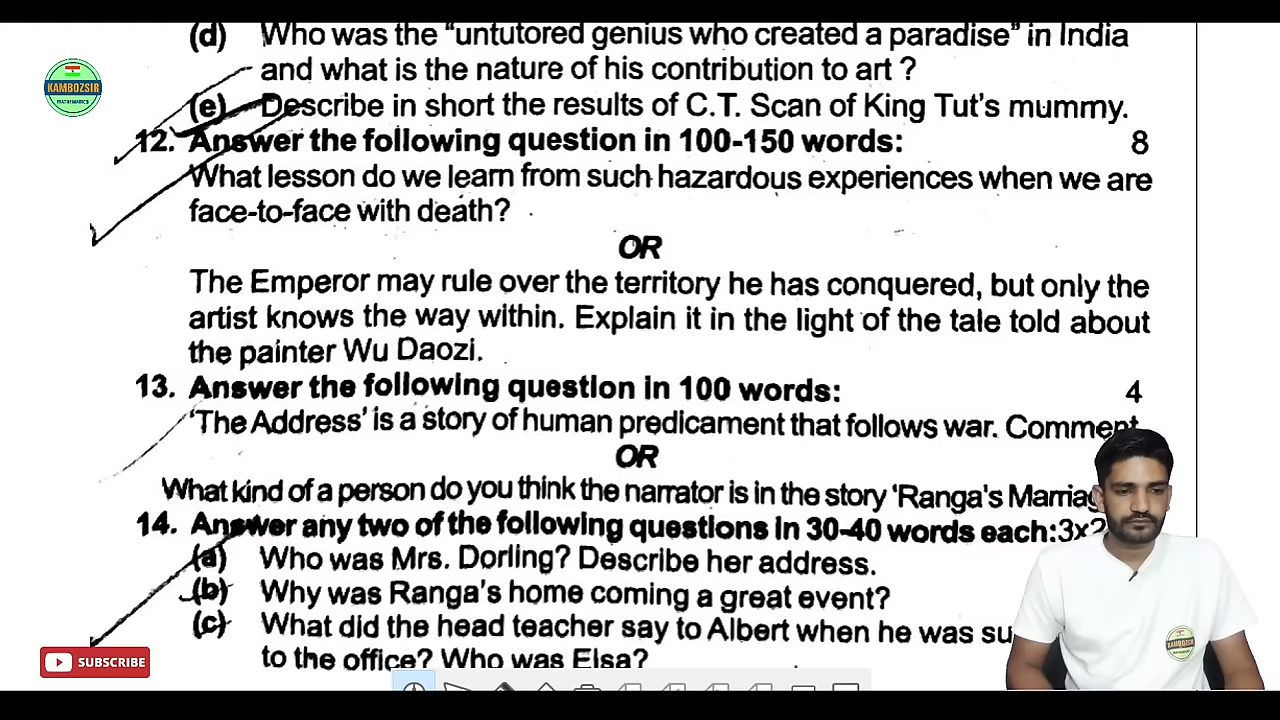 (d) Who was the "untutored genius who created a paradise" in India
and what is the nature of his contribution to art ?
KAMBOZSIR
MATHEMATICS
(e) Describe in short the results of C.T. Scan of King Tut's mummy.
12. Answer the following question in 100-150 words: 8
What lesson do we learn from such hazardous experiences when we are
face-to-face with death?
OR
The Emperor may rule over the territory he has conquered, but only the
artist knows the way within. Explain it in the light of the tale told about
the painter Wu Daozi.
13. Answer the following question in 100 words: 4
'The Address' is a story of human predicament that follows war. Comment
OR
What kind of a person do you think the narrator is in the story 'Ranga's
14. Answer any two of the following questions in 30-40 words each:
(a) Who was Mrs. Dorling? Describe her address.
(b) Why was Ranga's home coming a great event?
(c) What did the head teacher say to Albert when he was
to the office? Who was Elsa?
SUBSCRIBE
KAMBOZSIR